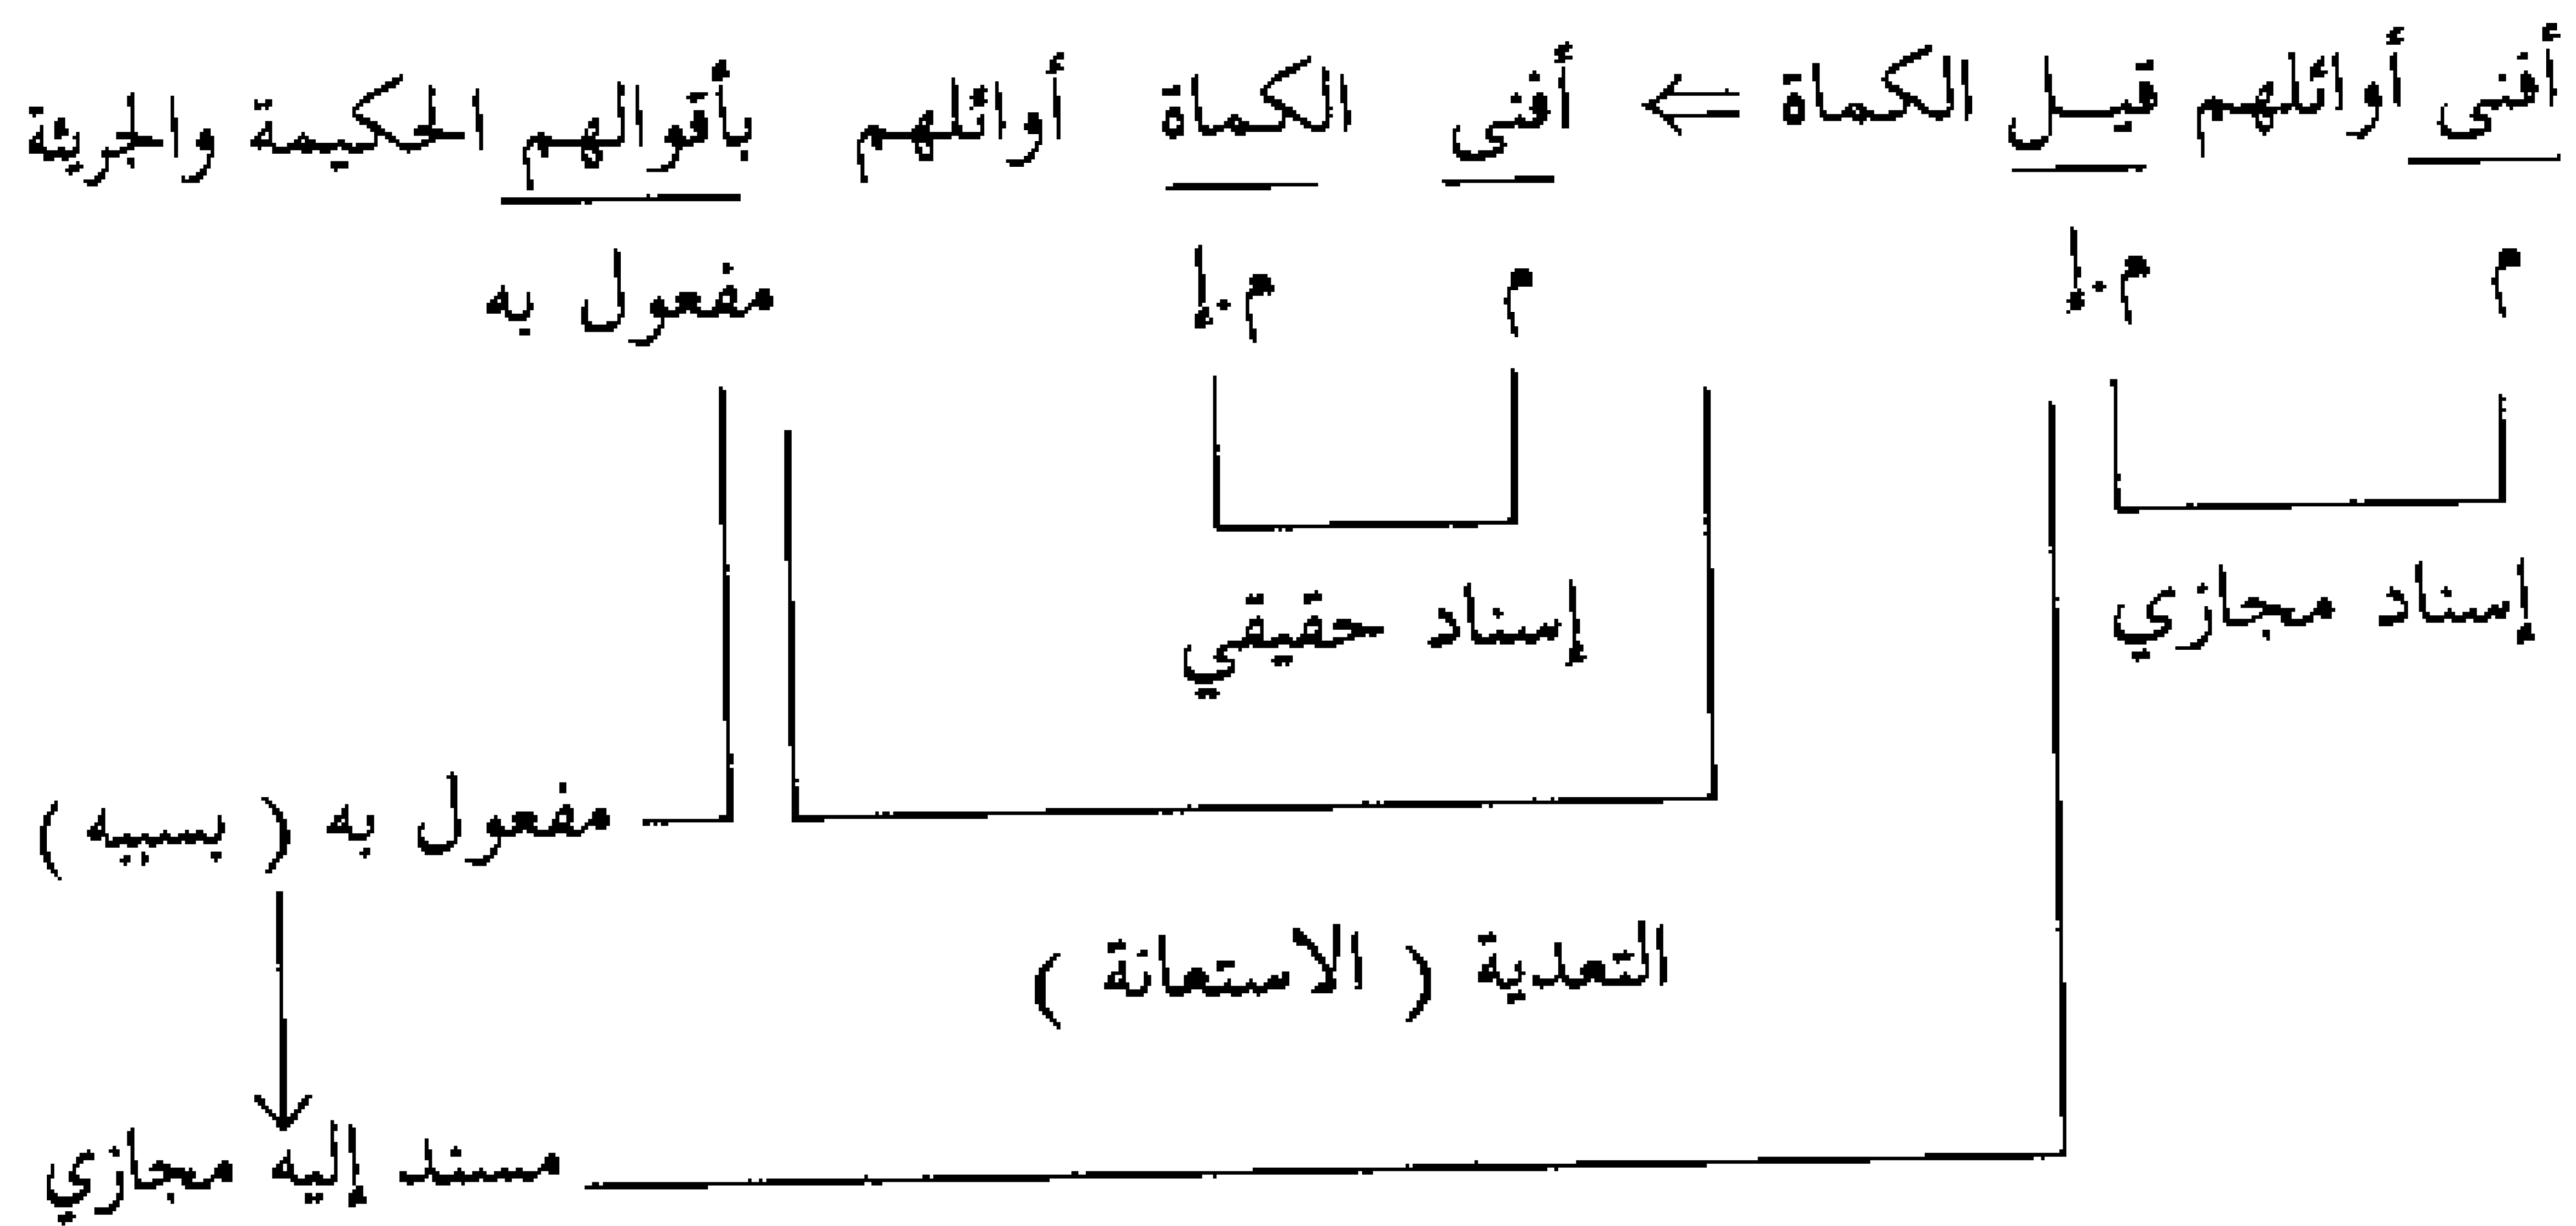 أفنى أوائلهم قيل الكماة ⇐ أفنى الكماة أوائلهم بأقوالهم الحكيمة والجريئة
م م.إ م م.إ مفعول به
إسناد مجازي إسناد حقيقي
مفعول به ( بسببه )
التعدية ( الاستعانة )
مسند إليه مجازي